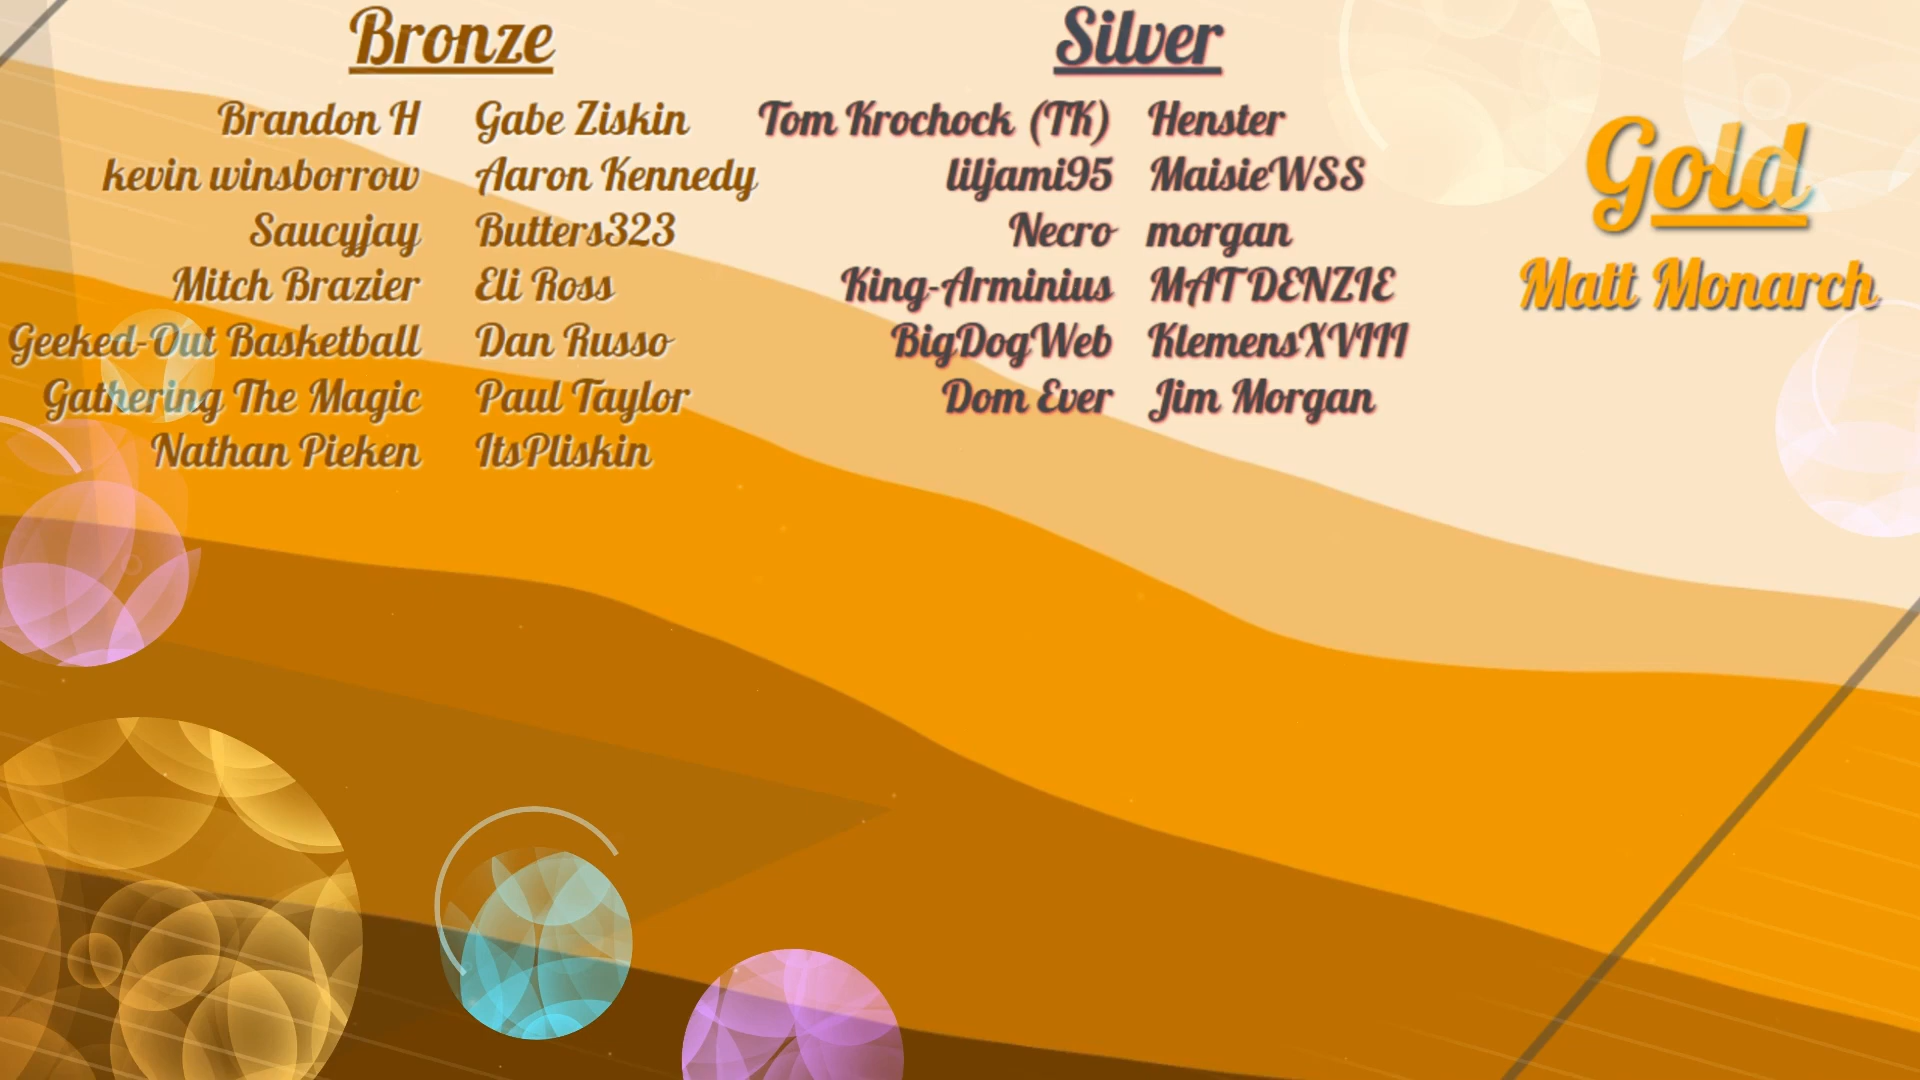 Bronze
Brandon H Gabe Ziskin
kevin winsborrow Aaron Kennedy
Saucyjay Butters323
Mitch Brazier Eli Ross
Geeked-Out Basketball Dan Russo
Gathering The Magic Paul Taylor
Nathan Pieken ItsPliskin
Silver
Tom Krochock (TK) Henster
liljami95 MaisieWSS
Necro morgan
King-Arminius MATDENZIE
BigDogWeb KlemensXVIII
Dom Ever Jim Morgan
Gold
Matt Monarch